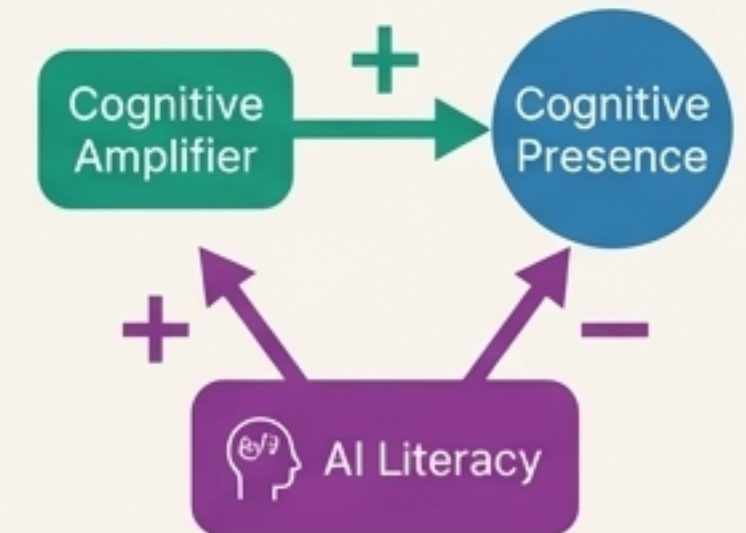 Cognitive
Amplifier
+
Cognitive
Presence
+
−
AI Literacy